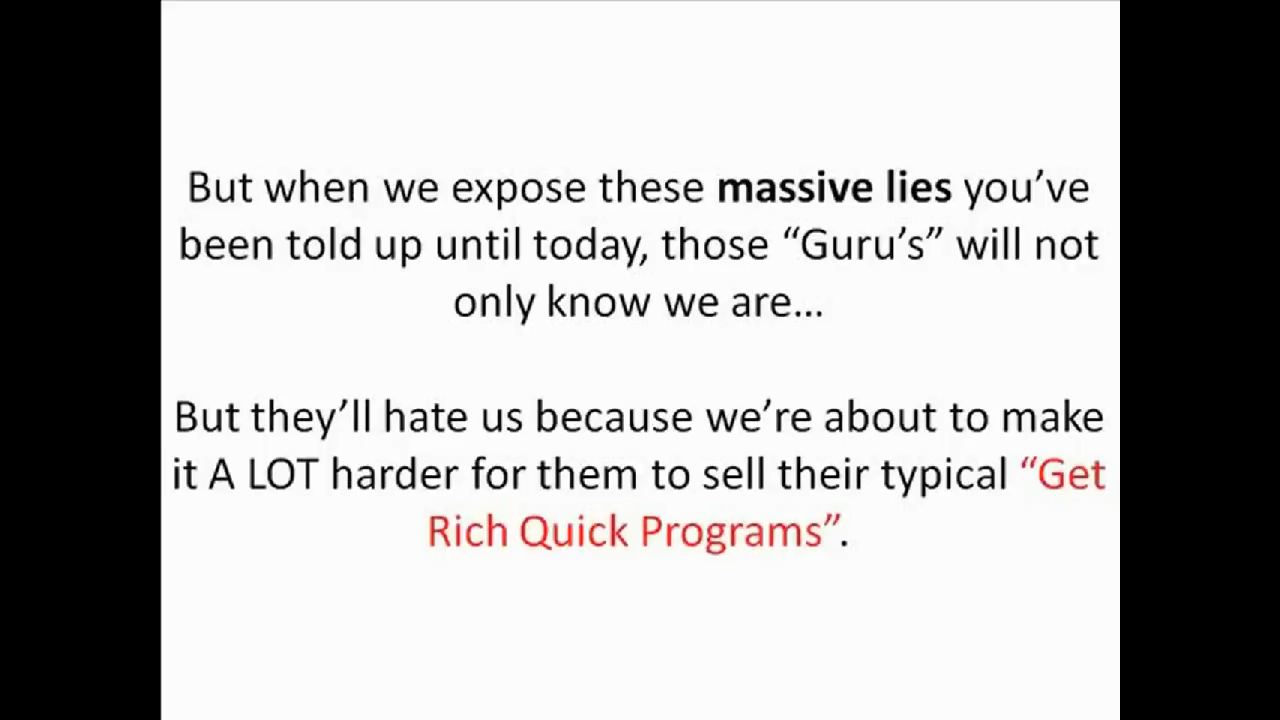 But when we expose these massive lies you’ve
been told up until today, those “Guru’s” will not
only know we are…
But they’ll hate us because we’re about to make
it A LOT harder for them to sell their typical “Get
Rich Quick Programs”.